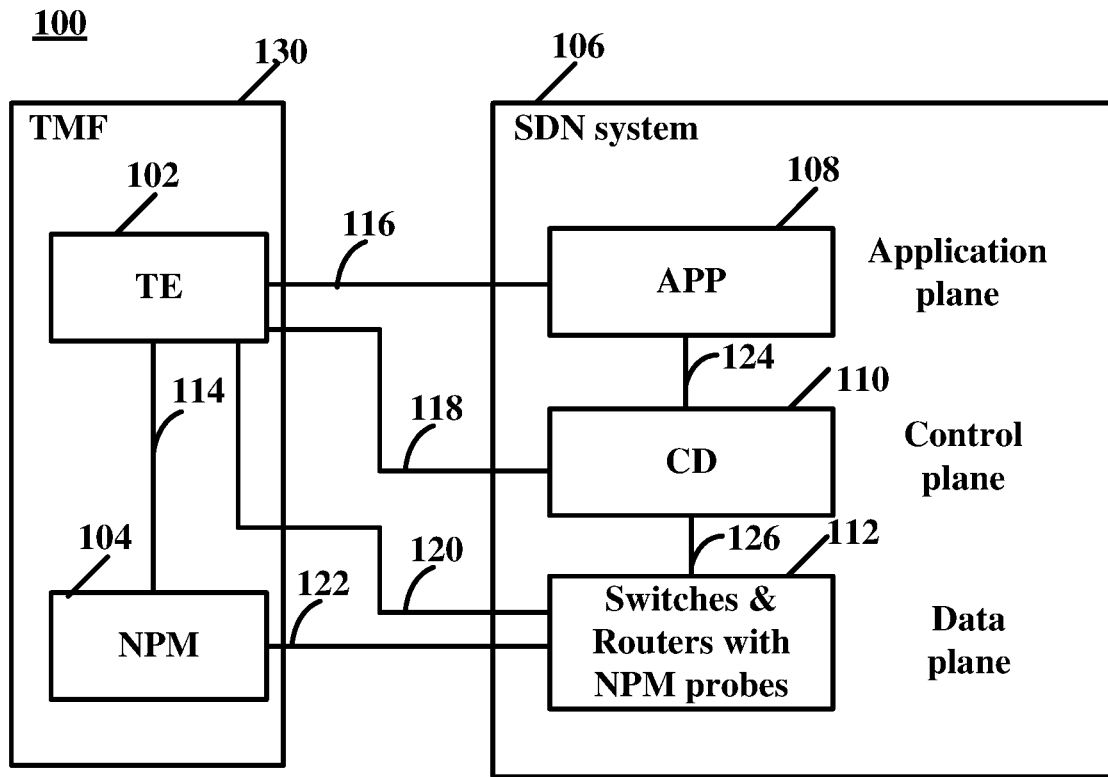 100
130
106
TMF
SDN system
102
108
116
TE
APP
Application
plane
124
110
114
118
CD
Control
plane
104
126
112
120
122
NPM
Switches &
Routers with
NPM probes
Data
plane